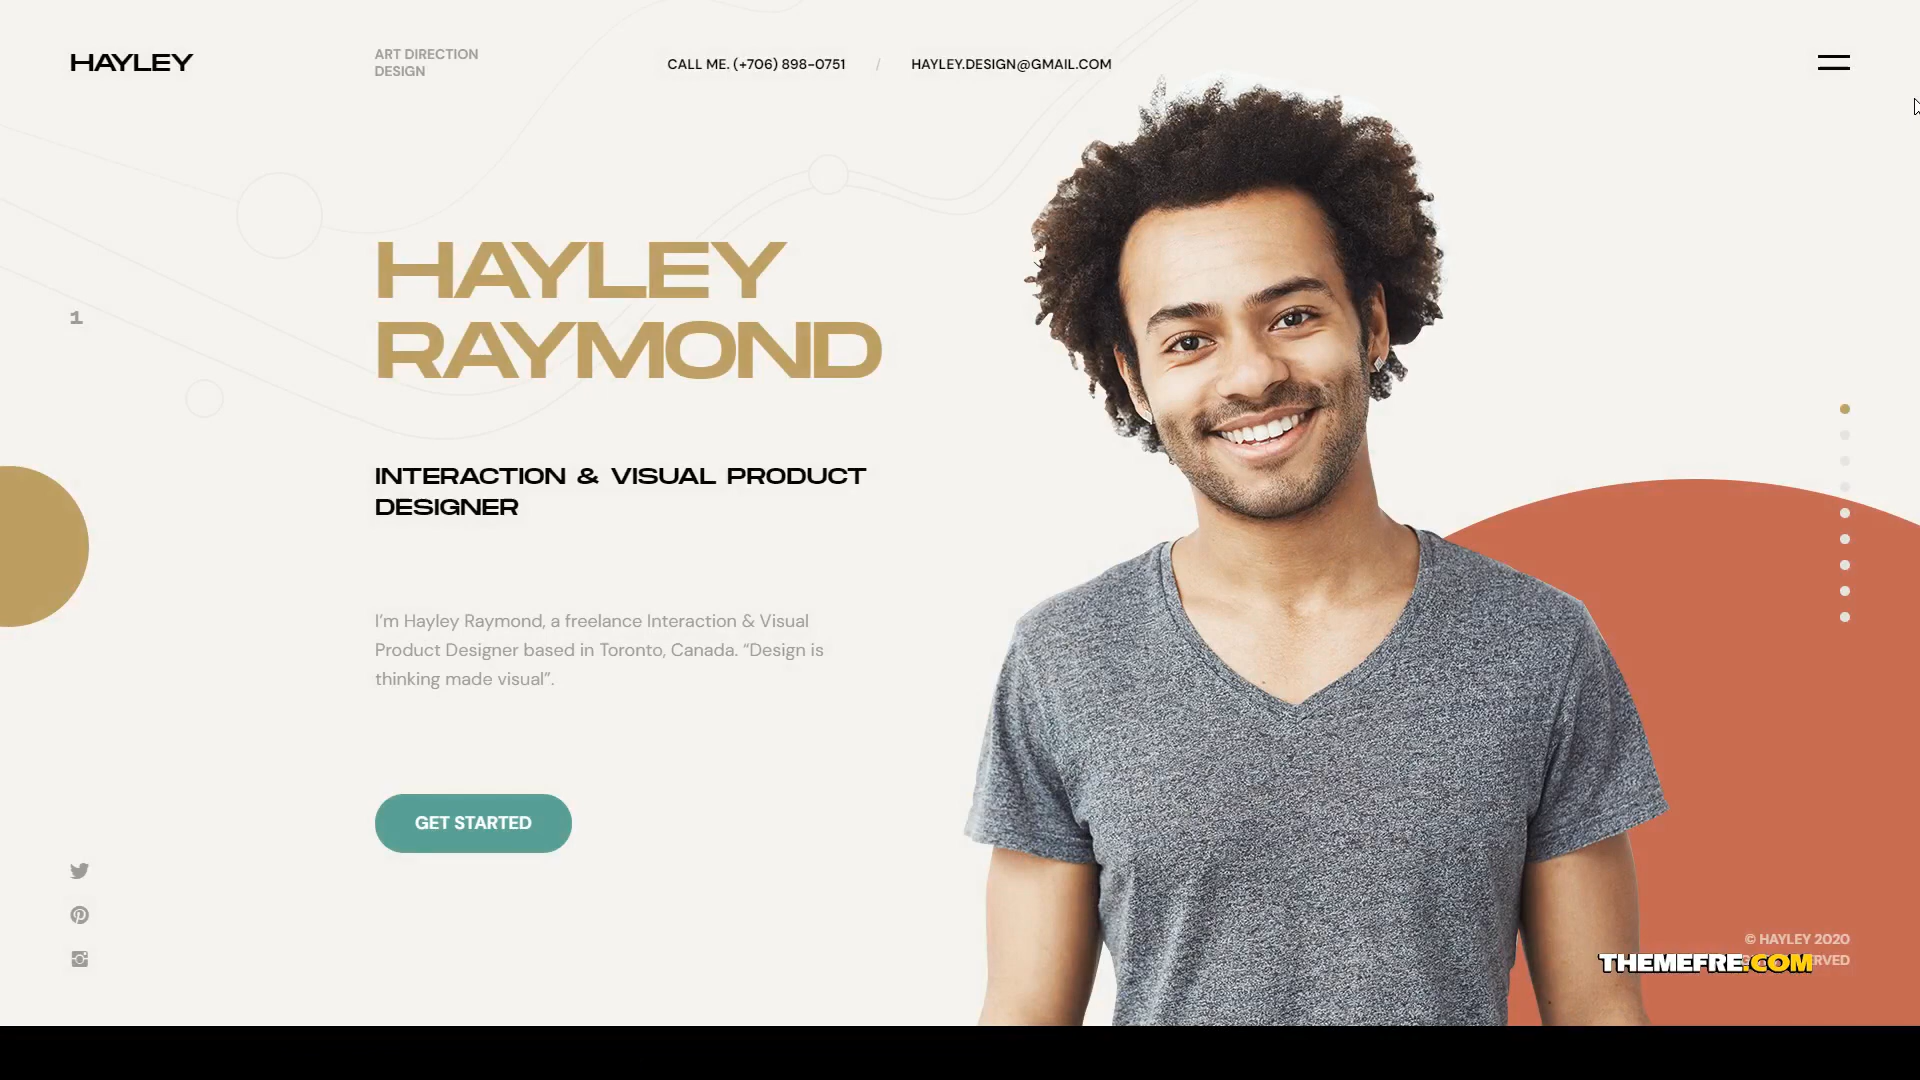 HAYLEY
ART DIRECTION
DESIGN
CALL ME. (+706) 898-0751 / HAYLEY.DESIGN@GMAIL.COM
HAYLEY
RAYMOND
1
INTERACTION & VISUAL PRODUCT
DESIGNER
I’m Hayley Raymond, a freelance Interaction & Visual
Product Designer based in Toronto, Canada. “Design is
thinking made visual”.
GET STARTED
© HAYLEY 2020
THEMEFRE.COM